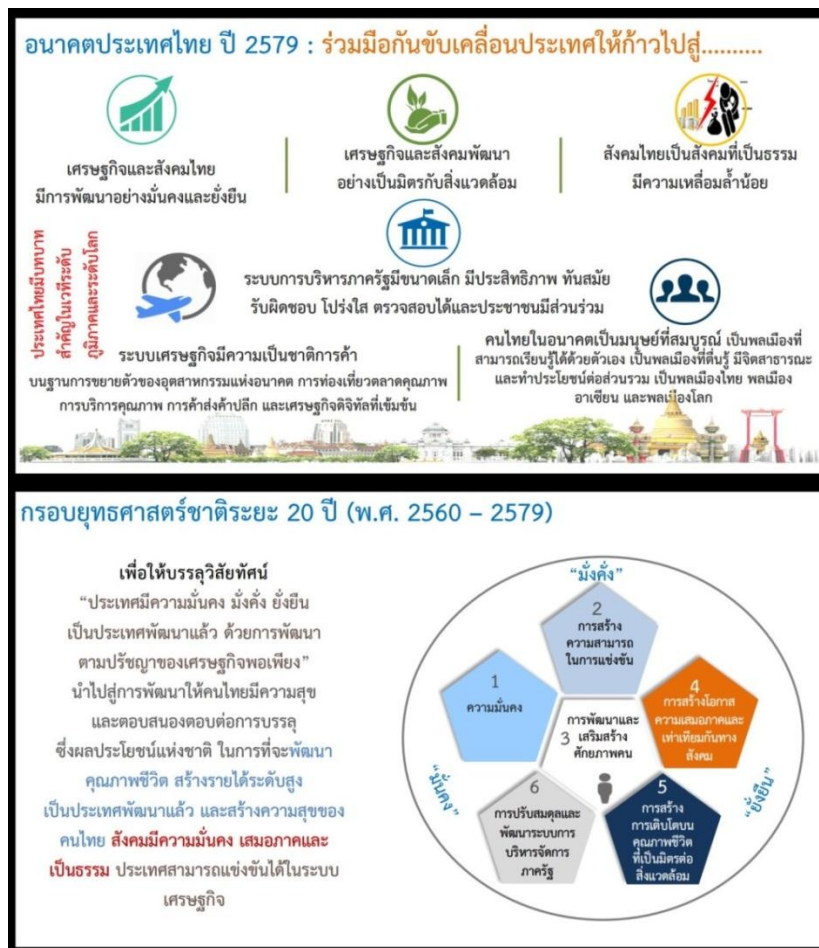 อนาคตประเทศไทย ปี 2579 : ร่วมมือกันขับเคลื่อนประเทศให้ก้าวไปสู่..........
เศรษฐกิจและสังคมไทย
มีการพัฒนาอย่างมั่นคงและยั่งยืน
เศรษฐกิจและสังคมพัฒนา
อย่างเป็นมิตรกับสิ่งแวดล้อม
สังคมไทยเป็นสังคมที่เป็นธรรม
มีความเหลื่อมล้ำน้อย
ประเทศไทยมีบทบาท
สำคัญในเวทีระดับ
ภูมิภาคและระดับโลก
ระบบการบริหารภาครัฐมีขนาดเล็ก มีประสิทธิภาพ ทันสมัย
รับผิดชอบ โปร่งใส ตรวจสอบได้และประชาชนมีส่วนร่วม
ระบบเศรษฐกิจมีความเป็นชาติการค้า
บนฐานการขยายตัวของอุตสาหกรรมแห่งอนาคต การท่องเที่ยวตลาดคุณภาพ
การบริการคุณภาพ การค้าส่งค้าปลีก และเศรษฐกิจดิจิทัลที่เข้มข้น
คนไทยในอนาคตเป็นมนุษย์ที่สมบูรณ์ เป็นพลเมืองที่
สามารถเรียนรู้ได้ด้วยตัวเอง เป็นพลเมืองที่ตื่นรู้ มีจิตสาธารณะ
และทำประโยชน์ต่อส่วนรวม เป็นพลเมืองไทย พลเมือง
อาเซียน และพลเมืองโลก
กรอบยุทธศาสตร์ชาติระยะ 20 ปี (พ.ศ. 2560 – 2579)
เพื่อให้บรรลุวิสัยทัศน์
“ประเทศมีความมั่นคง มั่งคั่ง ยั่งยืน
เป็นประเทศพัฒนาแล้ว ด้วยการพัฒนา
ตามปรัชญาของเศรษฐกิจพอเพียง”
นำไปสู่การพัฒนาให้คนไทยมีความสุข
และตอบสนองตอบต่อการบรรลุ
ซึ่งผลประโยชน์แห่งชาติ ในการที่จะพัฒนา
คุณภาพชีวิต สร้างรายได้ระดับสูง
เป็นประเทศพัฒนาแล้ว และสร้างความสุขของ
คนไทย สังคมมีความมั่นคง เสมอภาคและ
เป็นธรรม ประเทศสามารถแข่งขันได้ในระบบ
เศรษฐกิจ
“มั่งคั่ง”
“มั่นคง”
“ยั่งยืน”
1
ความมั่นคง
2
การสร้าง
ความสามารถ
ในการแข่งขัน
3
การพัฒนาและ
เสริมสร้าง
ศักยภาพคน
4
การสร้างโอกาส
ความเสมอภาคและ
เท่าเทียมกันทาง
สังคม
5
การสร้าง
การเติบโตบน
คุณภาพชีวิต
ที่เป็นมิตรต่อ
สิ่งแวดล้อม
6
การปรับสมดุลและ
พัฒนาระบบการ
บริหารจัดการ
ภาครัฐ